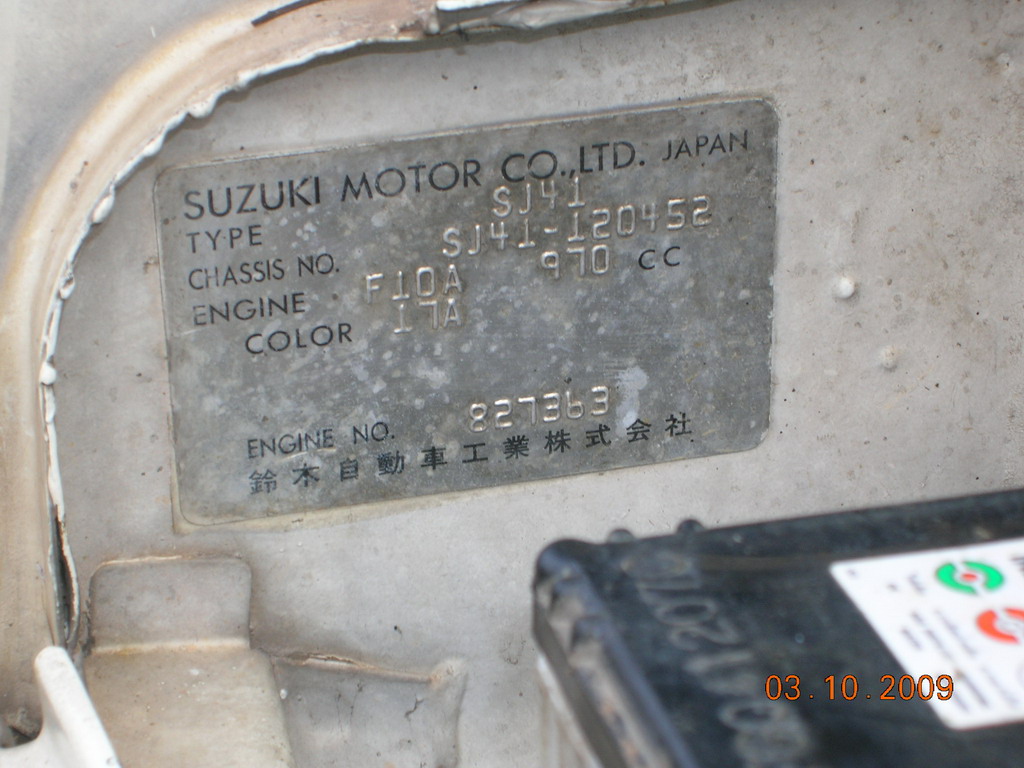 SUZUKI MOTOR CO.,LTD. JAPAN
TYPE SJ41
CHASSIS NO. SJ41-120452
ENGINE F10A 970 CC
COLOR 17A
ENGINE NO. 827363
鈴木自動車工業株式会社
03.10.2009